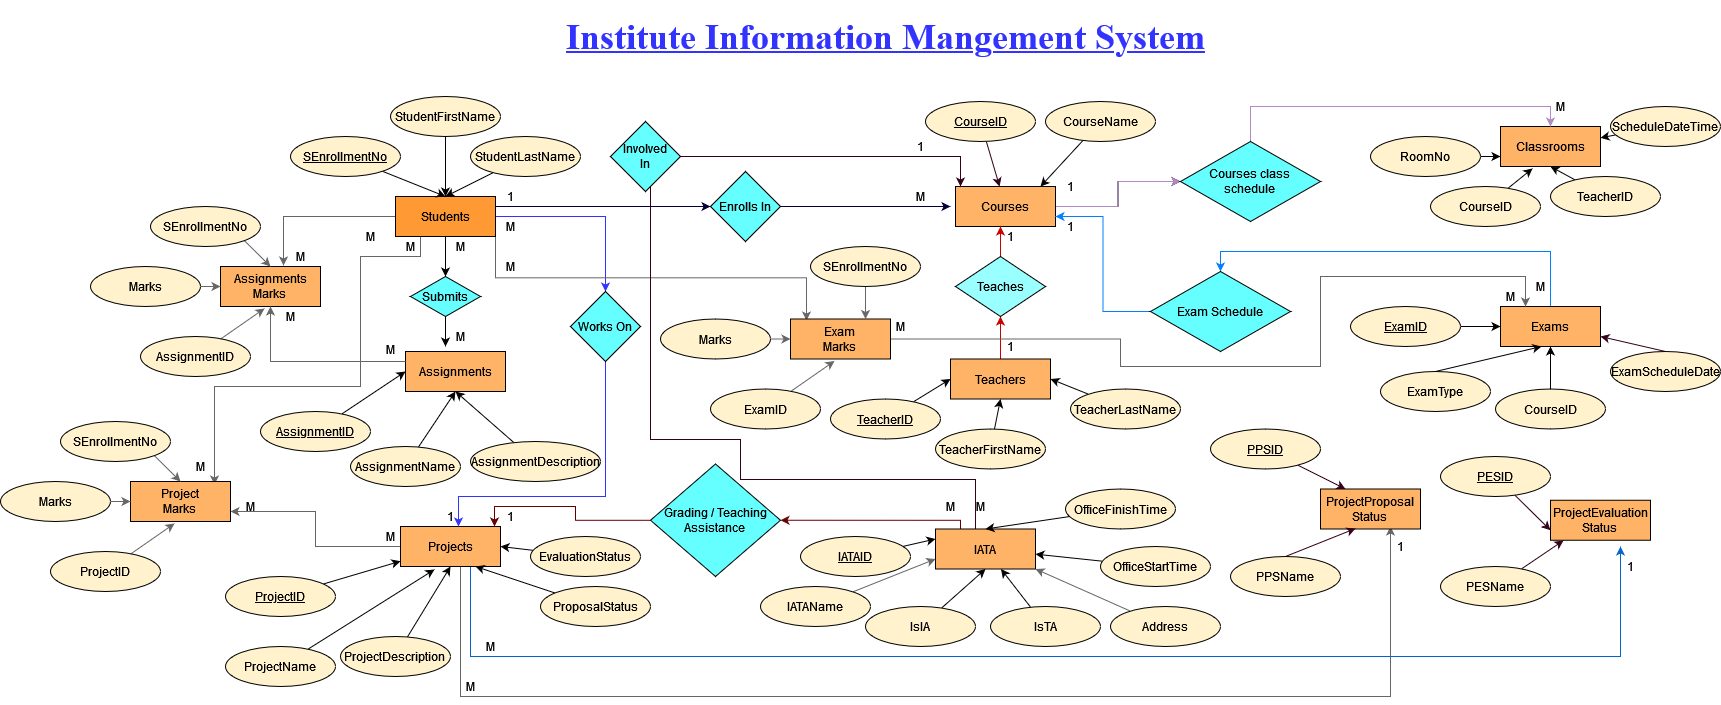 Institute Information Mangement System
StudentFirstName
SEnrollmentNo
StudentLastName
Students
1
M
M
M
M
M
M
Involved
In
Enrolls In
M
1
CourseID
CourseName
Courses
1
1
Courses class
schedule
M
Classrooms
ScheduleDateTime
RoomNo
CourseID
TeacherID
SEnrollmentNo
Assignments
Marks
M
Marks
AssignmentID
M
Submits
M
Works On
SEnrollmentNo
Marks
Exam
Marks
M
ExamID
1
Teaches
1
Teachers
TeacherID
TeacherFirstName
TeacherLastName
Exam Schedule
M
M
ExamID
Exams
ExamType
CourseID
ExamScheduleDate
M
Assignments
AssignmentID
AssignmentName
AssignmentDescription
SEnrollmentNo
M
Marks
Project
Marks
M
ProjectID
M
1
1
Projects
EvaluationStatus
ProposalStatus
ProjectID
ProjectName
ProjectDescription
M
M
Grading / Teaching
Assistance
M
M
IATA
OfficeFinishTime
OfficeStartTime
IATAID
IATAName
IsIA
IsTA
Address
PPSID
ProjectProposal
Status
PPSName
1
PESID
ProjectEvaluation
Status
PESName
1